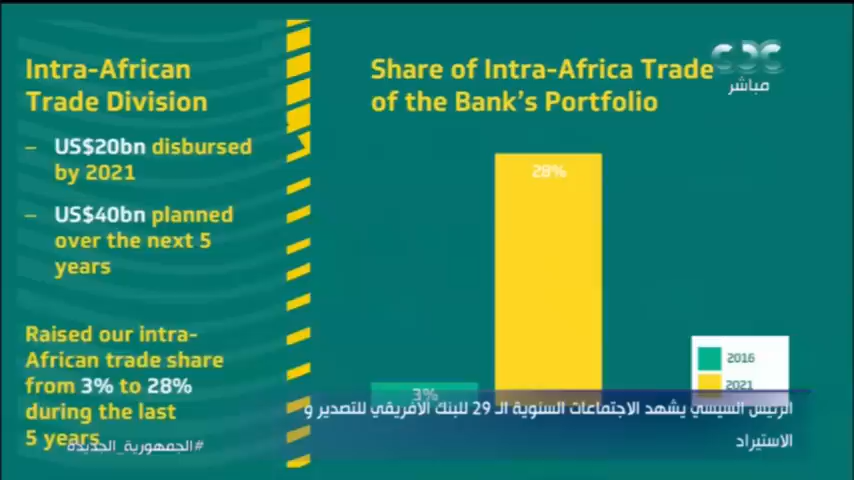 Intra-African
Trade Division
– US$20bn disbursed
by 2021
– US$40bn planned
over the next 5
years
Raised our intra-
African trade share
from 3% to 28%
during the last
5 years
Share of Intra-Africa Trade
of the Bank's Portfolio
28%
3%
2016
2021
CBC
مباشر
الرئيس السيسي يشهد الاجتماعات السنوية الـ 29 للبنك الأفريقي للتصدير و
الاستيراد
#الجمهورية_الجديدة